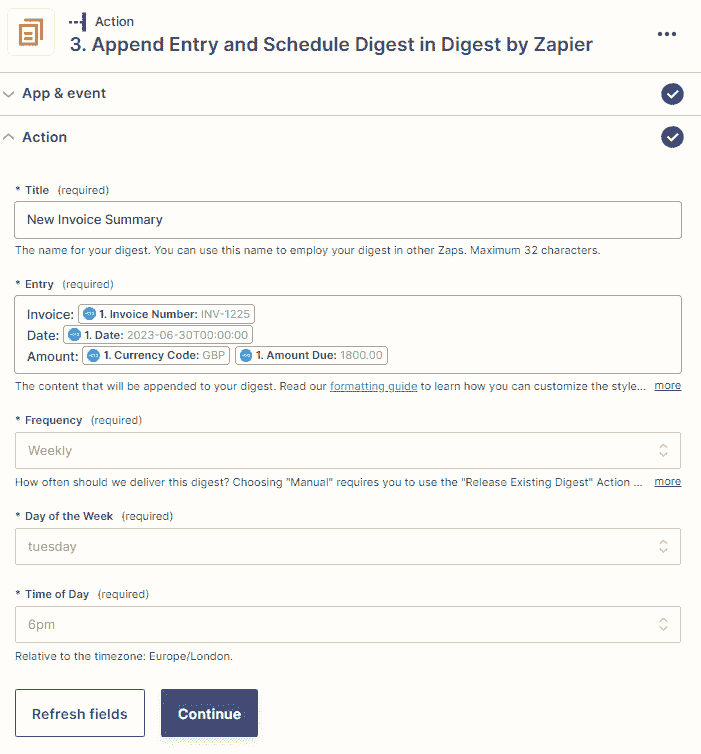 Action
3. Append Entry and Schedule Digest in Digest by Zapier
App & event
Action
* Title (required)
New Invoice Summary
The name for your digest. You can use this name to employ your digest in other Zaps. Maximum 32 characters.
* Entry (required)
Invoice: 1. Invoice Number: INV-1225
Date: 1. Date: 2023-06-30T00:00:00
Amount: 1. Currency Code: GBP 1. Amount Due: 1800.00
The content that will be appended to your digest. Read our formatting guide to learn how you can customize the style... more
* Frequency (required)
Weekly
How often should we deliver this digest? Choosing "Manual" requires you to use the "Release Existing Digest" Action ... more
* Day of the Week (required)
tuesday
* Time of Day (required)
6pm
Relative to the timezone: Europe/London.
Refresh fields Continue